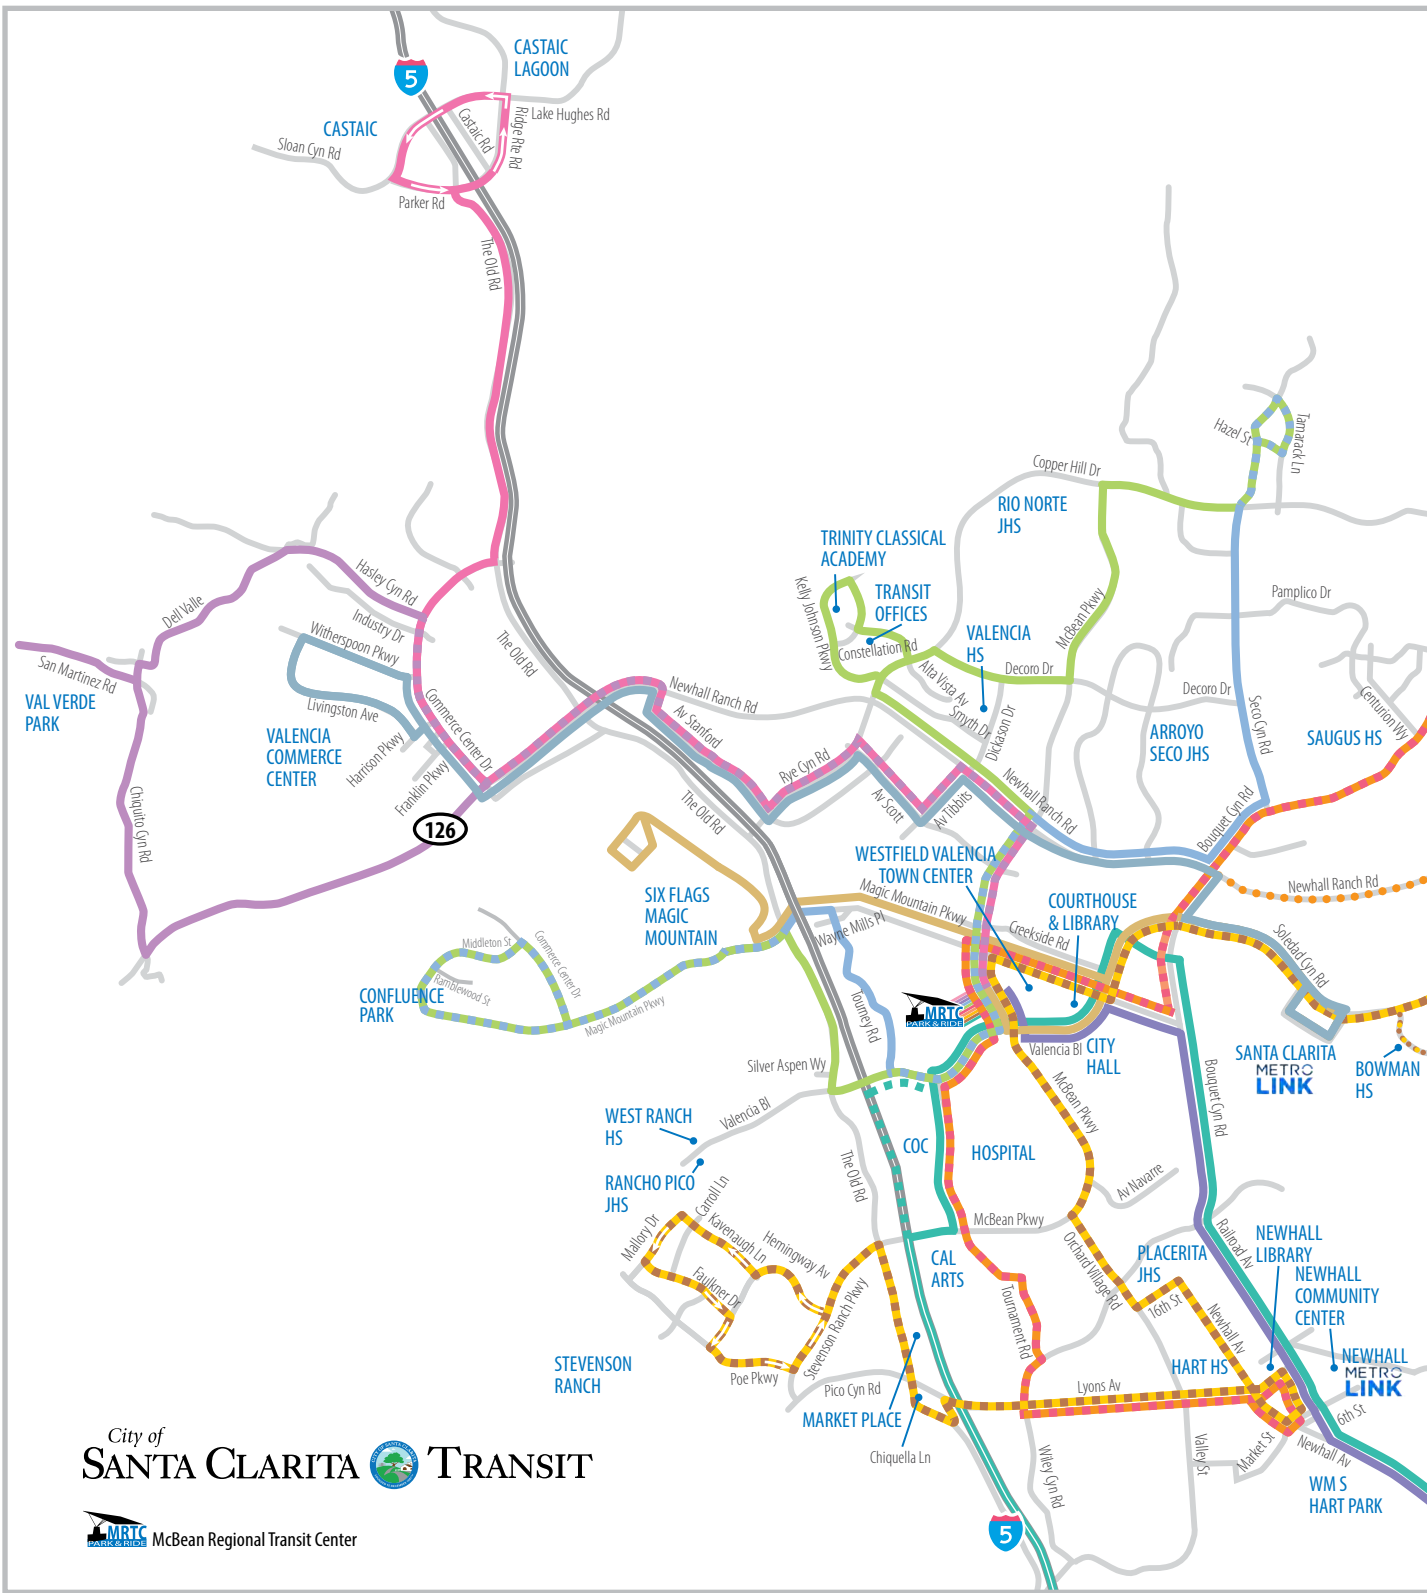 CASTAIC
LAGOON
5
Lake Hughes Rd
Castaic Rd
Ridge Rte Rd
CASTAIC
Sloan Cyn Rd
Parker Rd
The Old Rd
Hazel St
Tamarack Ln
Copper Hill Dr
RIO NORTE
JHS
TRINITY CLASSICAL
ACADEMY
TRANSIT
OFFICES
Kelly Johnson Pkwy
Constellation Rd
VALENCIA
HS
McBean Pkwy
Pamplico Dr
Hasley Cyn Rd
Dell Valle
Industry Dr
Witherspoon Pkwy
San Martinez Rd
VAL VERDE
PARK
Livingston Ave
VALENCIA
COMMERCE
CENTER
Harrison Pkwy
Franklin Pkwy
Commerce Center Dr
The Old Rd
Newhall Ranch Rd
Av Stanford
Alta Vista Av
Smyth Dr
Dickason Dr
Decoro Dr
Decoro Dr
ARROYO
SECO JHS
Seco Cyn Rd
Centurion Wy
SAUGUS HS
Chiquito Cyn Rd
126
The Old Rd
Rye Cyn Rd
Av Scott
Av Tibbits
Newhall Ranch Rd
Bouquet Cyn Rd
WESTFIELD VALENCIA
TOWN CENTER
Newhall Ranch Rd
SIX FLAGS
MAGIC
MOUNTAIN
Magic Mountain Pkwy
Wayne Mills Pl
COURTHOUSE
& LIBRARY
Creekside Rd
Soledad Cyn Rd
Middleton St
Commerce Center Dr
Ramblewood St
CONFLUENCE
PARK
Magic Mountain Pkwy
Tourney Rd
MRTC
PARK & RIDE
Valencia Bl
CITY
HALL
SANTA CLARITA
METRO
LINK
BOWMAN
HS
Silver Aspen Wy
Valencia Bl
McBean Pkwy
Bouquet Cyn Rd
WEST RANCH
HS
RANCHO PICO
JHS
The Old Rd
COC
HOSPITAL
Av Navarre
McBean Pkwy
Carroll Ln
Mallory Dr
Kavenaugh Ln
Hemingway Av
Faulkner Dr
Stevenson Ranch Pkwy
Poe Pkwy
STEVENSON
RANCH
CAL
ARTS
Orchard Village Rd
PLACERITA
JHS
Railroad Av
NEWHALL
LIBRARY
NEWHALL
COMMUNITY
CENTER
16th St
Newhall Av
Tournament Rd
HART HS
NEWHALL
METRO
LINK
Pico Cyn Rd
Lyons Av
MARKET PLACE
Chiquella Ln
6th St
Market St
Newhall Av
Wiley Cyn Rd
Valley St
WM S
HART PARK
5
City of
SANTA CLARITA TRANSIT
MRTC
PARK & RIDE
McBean Regional Transit Center